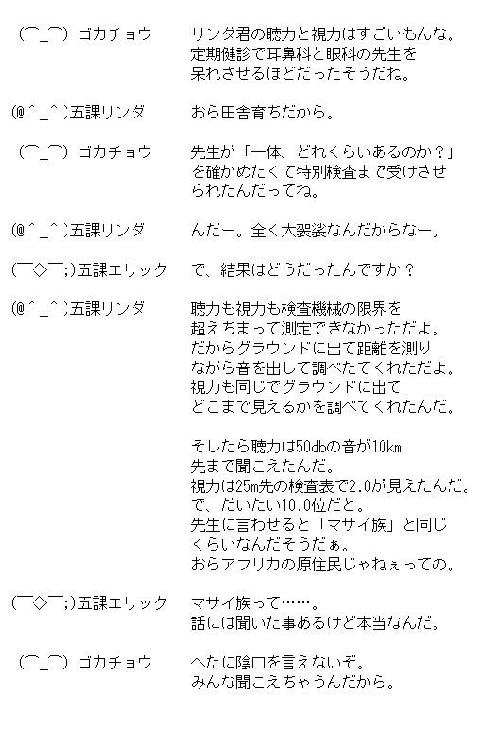 (⌒_⌒) ゴカチョウ　リンダ君の聴力と視力はすごいもんな。
定期健診で耳鼻科と眼科の先生を
呆れさせるほどだったそうだね。
(@＾_＾)五課リンダ　おら田舎育ちだから。
(⌒_⌒) ゴカチョウ　先生が「一体、どれくらいあるのか？」
を確かめたくて特別検査まで受けさせ
られたんだってね。
(@＾_＾)五課リンダ　んだー。全く大袈裟なんだからなー。
(￣◇￣;)五課エリック　で、結果はどうだったんですか？
(@＾_＾)五課リンダ　聴力も視力も検査機械の限界を
超えちまって測定できなかっただよ。
だからグラウンドに出て距離を測り
ながら音を出して調べたてくれただよ。
視力も同じでグラウンドに出て
どこまで見えるかを調べてくれたんだ。
そしたら聴力は50dbの音が10km
先まで聞こえたんだ。
視力は25m先の検査表で2.0が見えたんだ。
で、だいたい10.0位だと。
先生に言わせると「マサイ族」と同じ
くらいなんだそうだぁ。
おらアフリカの原住民じゃねぇっての。
(￣◇￣;)五課エリック　マサイ族って……。
話には聞いた事あるけど本当なんだ。
(⌒_⌒) ゴカチョウ　へたに陰口を言えないぞ。
みんな聞こえちゃうんだから。